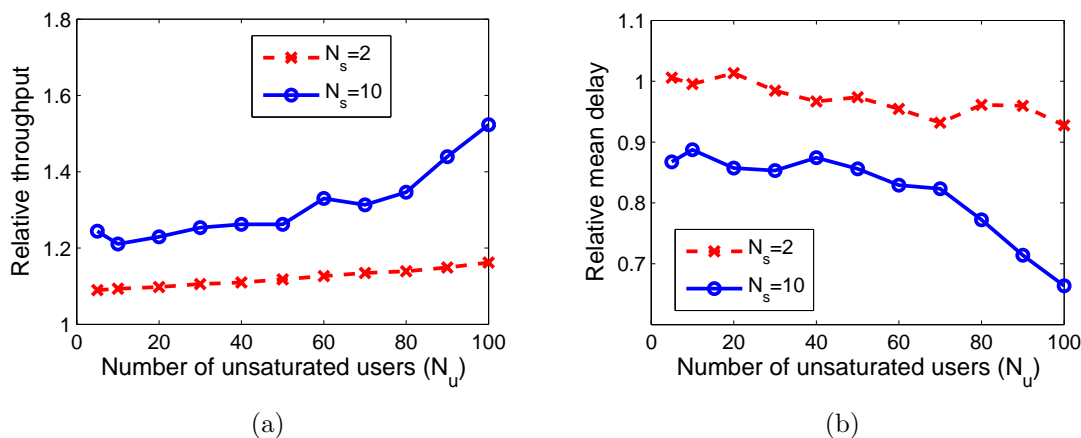 1.8
1.6
1.4
1.2
1
Relative throughput
N_s=2
N_s=10
0 20 40 60 80 100
Number of unsaturated users (N_u)
(a)
1.1
1
0.9
0.8
0.7
Relative mean delay
N_s=2
N_s=10
0 20 40 60 80 100
Number of unsaturated users (N_u)
(b)